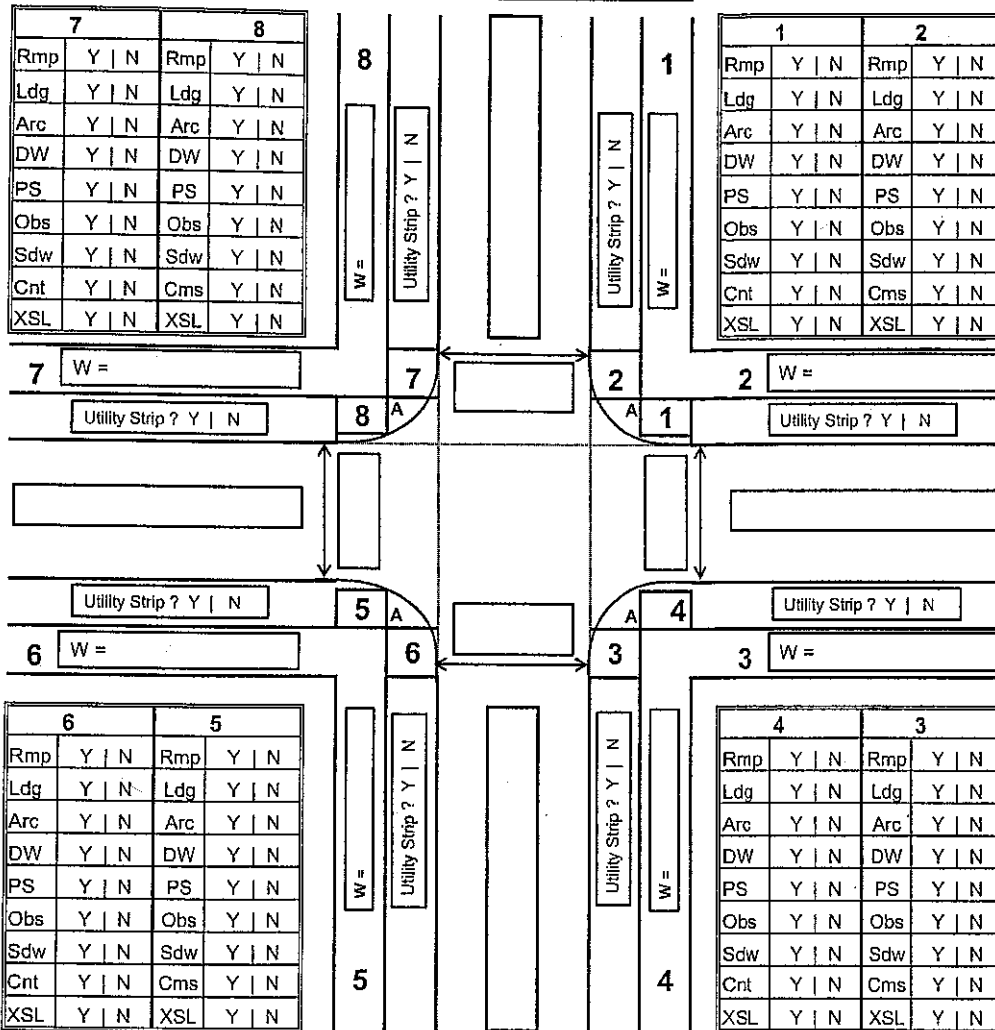 7 8
Rmp Y | N Rmp Y | N
Ldg Y | N Ldg Y | N
Arc Y | N Arc Y | N
DW Y | N DW Y | N
PS Y | N PS Y | N
Obs Y | N Obs Y | N
Sdw Y | N Sdw Y | N
Cnt Y | N Cms Y | N
XSL Y | N XSL Y | N
8
W =
Utility Strip ? Y | N
Utility Strip ? Y | N
1
W =
1 2
Rmp Y | N Rmp Y | N
Ldg Y | N Ldg Y | N
Arc Y | N Arc Y | N
DW Y | N DW Y | N
PS Y | N PS Y | N
Obs Y | N Obs Y | N
Sdw Y | N Sdw Y | N
Cnt Y | N Cms Y | N
XSL Y | N XSL Y | N
7 W = 7 2 2 W =
Utility Strip ? Y | N 8 A A 1 Utility Strip ? Y | N
Utility Strip ? Y | N 5 A A 4 Utility Strip ? Y | N
6 W = 6 3 3 W =
6 5
Rmp Y | N Rmp Y | N
Ldg Y | N Ldg Y | N
Arc Y | N Arc Y | N
DW Y | N DW Y | N
PS Y | N PS Y | N
Obs Y | N Obs Y | N
Sdw Y | N Sdw Y | N
Cnt Y | N Cms Y | N
XSL Y | N XSL Y | N
W =
5
Utility Strip ? Y | N
Utility Strip ? Y | N
W =
4
4 3
Rmp Y | N Rmp Y | N
Ldg Y | N Ldg Y | N
Arc Y | N Arc Y | N
DW Y | N DW Y | N
PS Y | N PS Y | N
Obs Y | N Obs Y | N
Sdw Y | N Sdw Y | N
Cnt Y | N Cms Y | N
XSL Y | N XSL Y | N